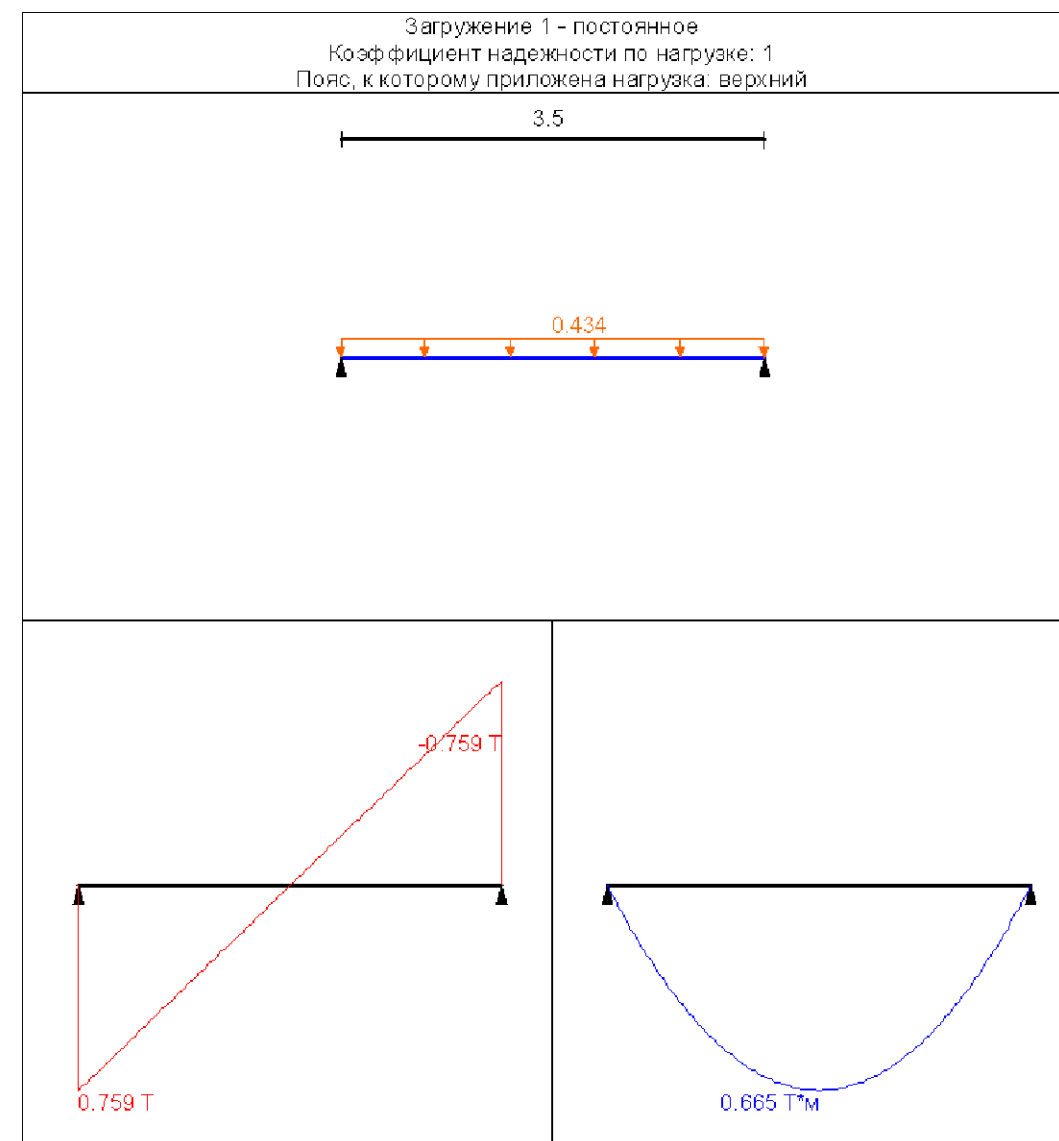 Загружение 1 - постоянное
Коэффициент надежности по нагрузке: 1
Пояс, к которому приложена нагрузка: верхний
3.5
0.434
-0.759 Т
0.759 Т
0.665 Т*м